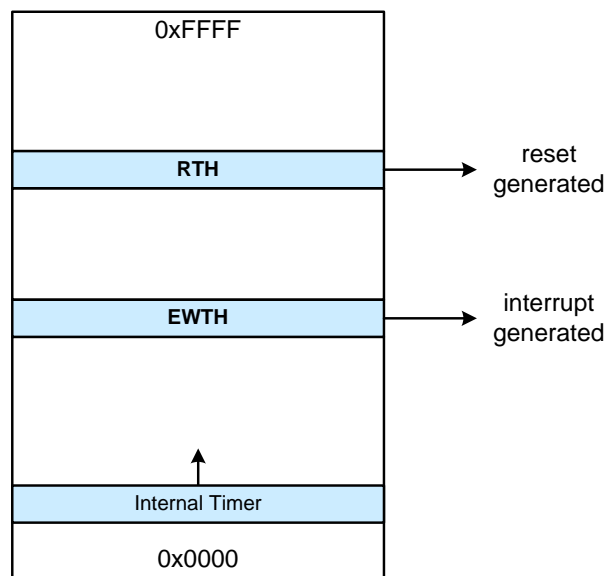 0xFFFF
RTH
reset
generated
EWTH
interrupt
generated
Internal Timer
0x0000